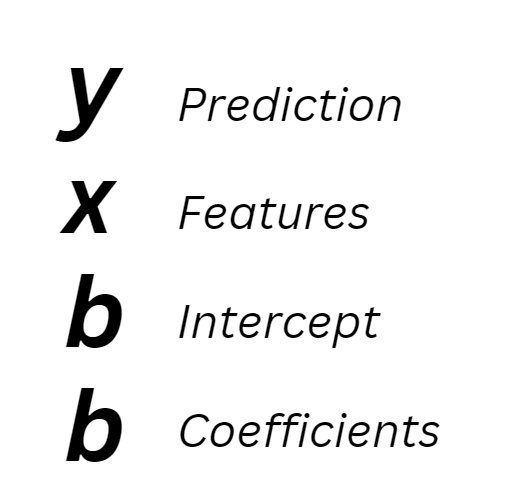 y Prediction
x Features
b Intercept
b Coefficients